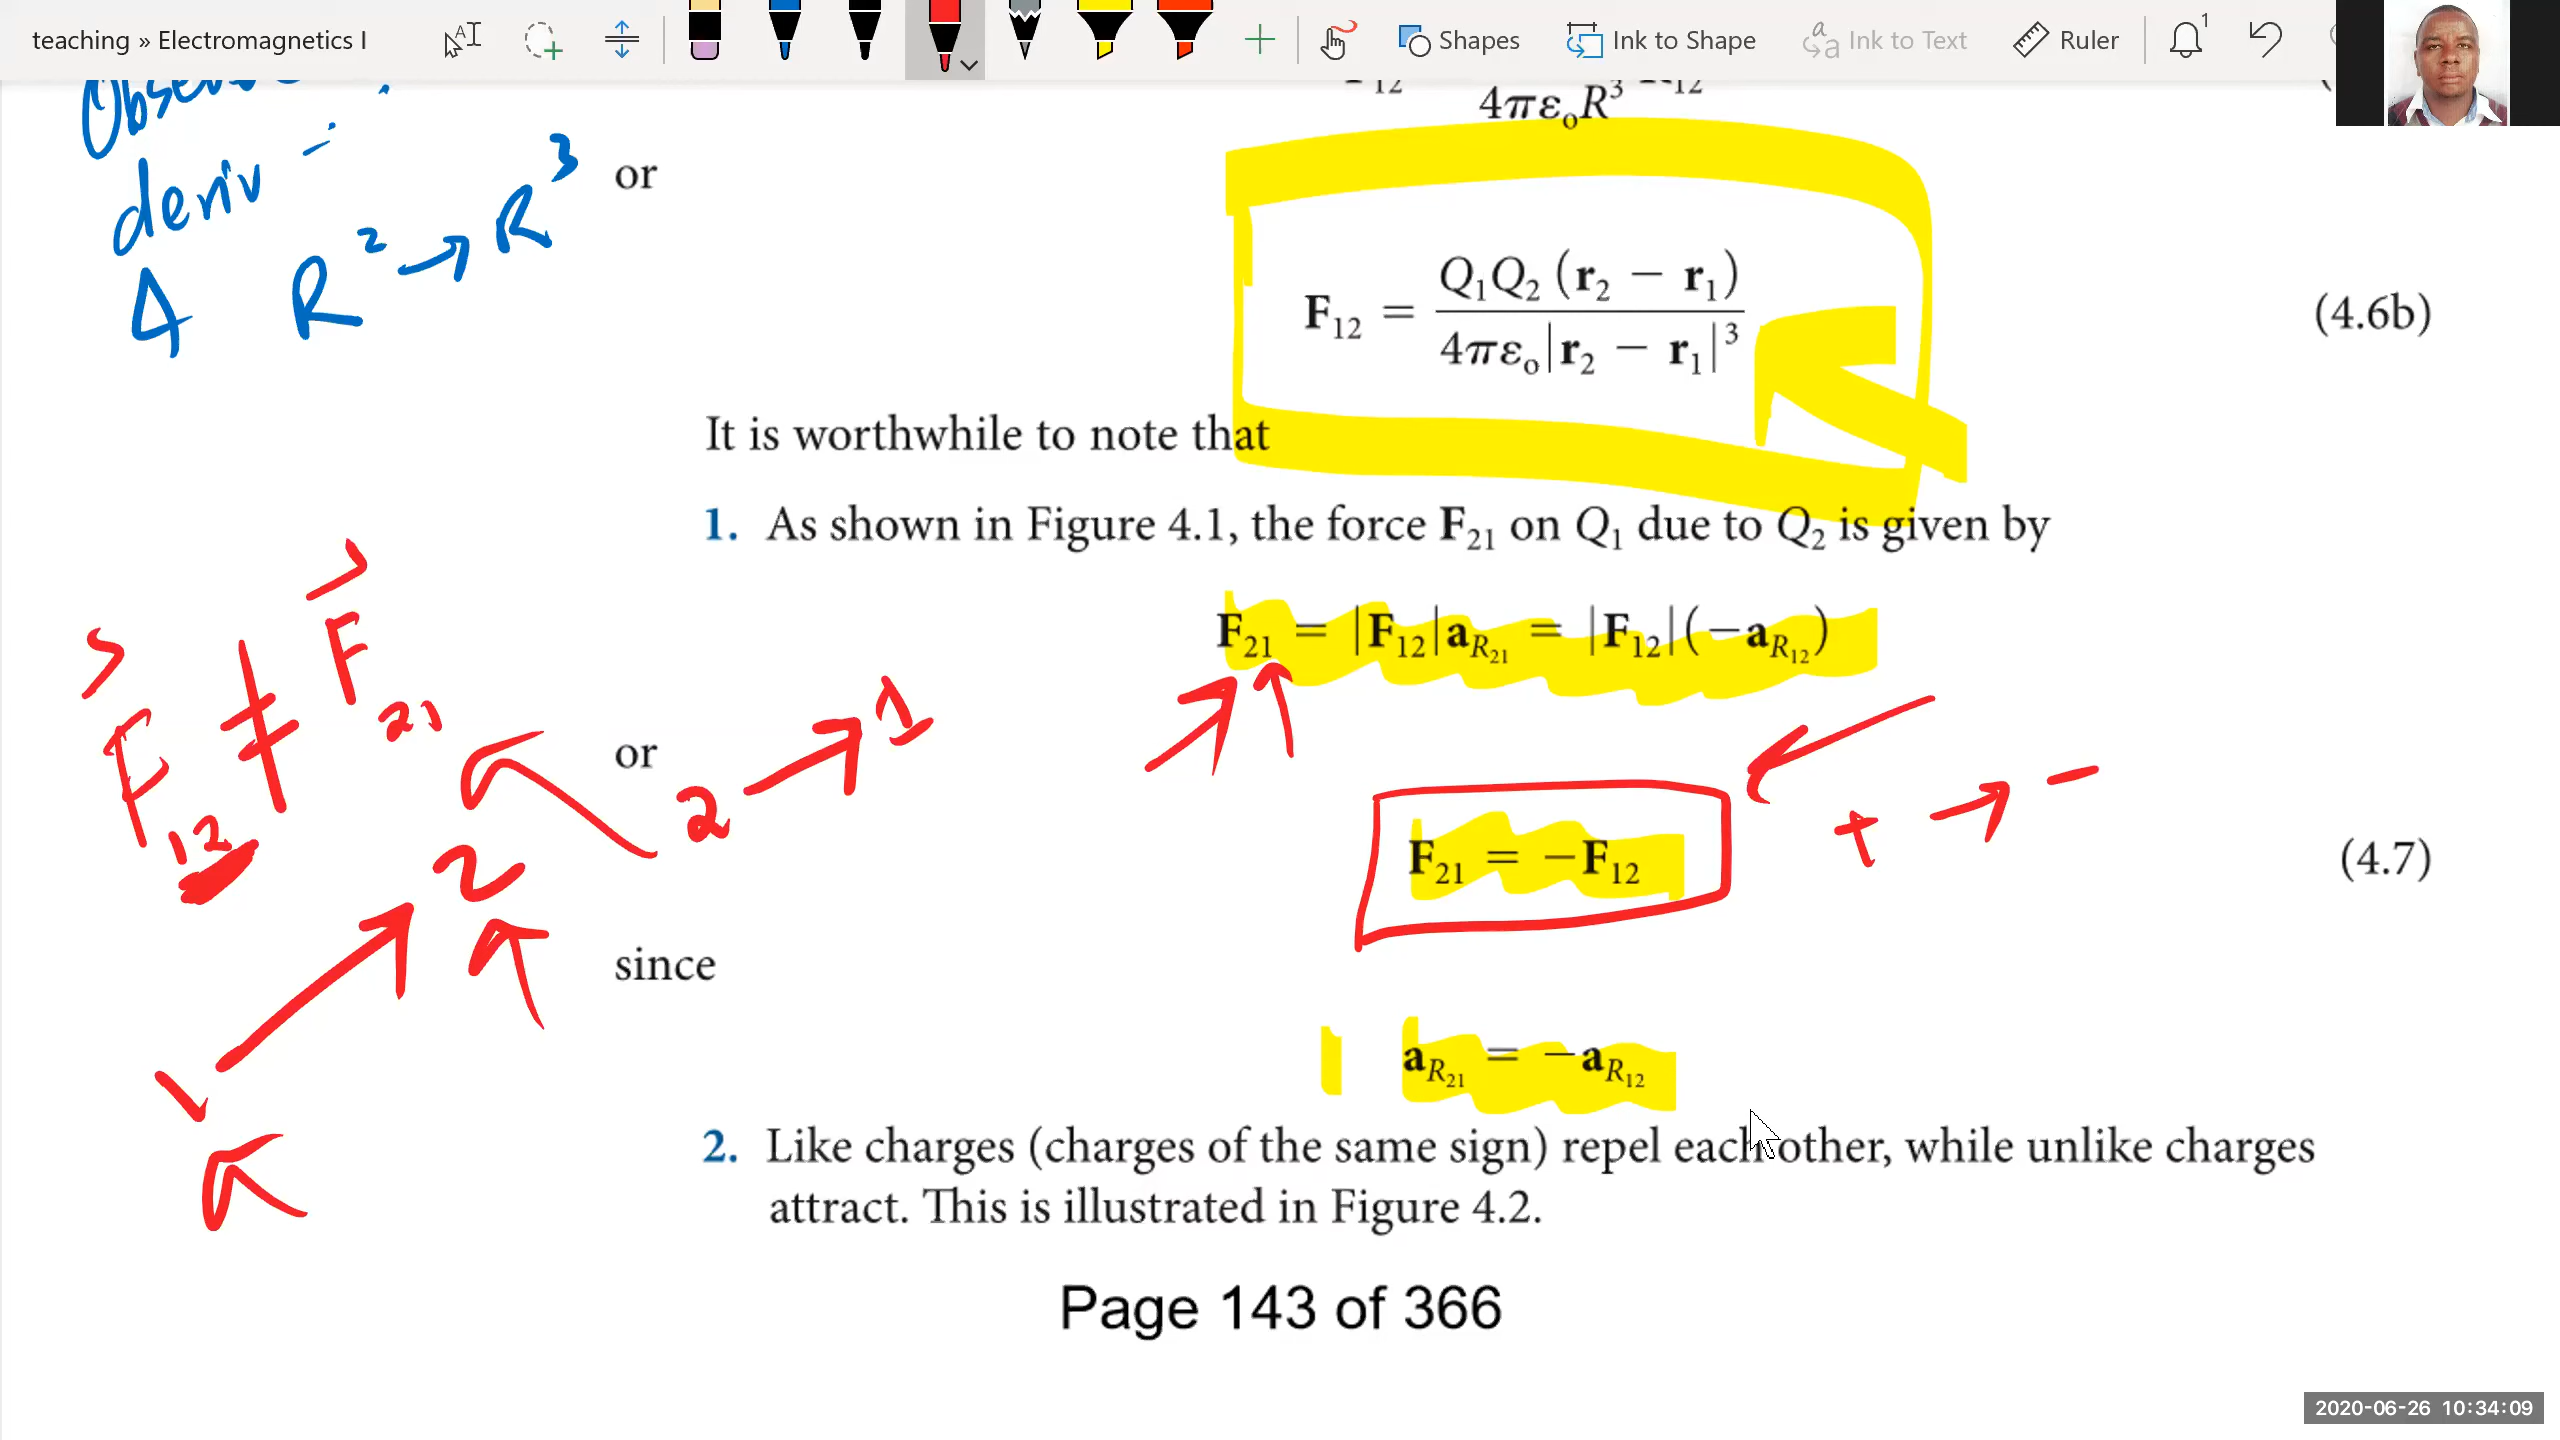 teaching » Electromagnetics I
Shapes
Ink to Shape
Ink to Text
Ruler
1
deriv :
4 R² → R³
12
4πε₀R³
R₁₂
or
F₁₂ = Q₁Q₂ (r₂ − r₁) / 4πε₀|r₂ − r₁|³ (4.6b)
It is worthwhile to note that
1. As shown in Figure 4.1, the force F₂₁ on Q₁ due to Q₂ is given by
F₂₁ = |F₁₂|a_R₂₁ = |F₁₂|(−a_R₁₂)
F₁₂ ≠ F₂₁
or
2 → 1
+ → −
F₂₁ = −F₁₂ (4.7)
1 → 2
since
a_R₂₁ = −a_R₁₂
2. Like charges (charges of the same sign) repel each other, while unlike charges
attract. This is illustrated in Figure 4.2.
Page 143 of 366
2020-06-26 10:34:09